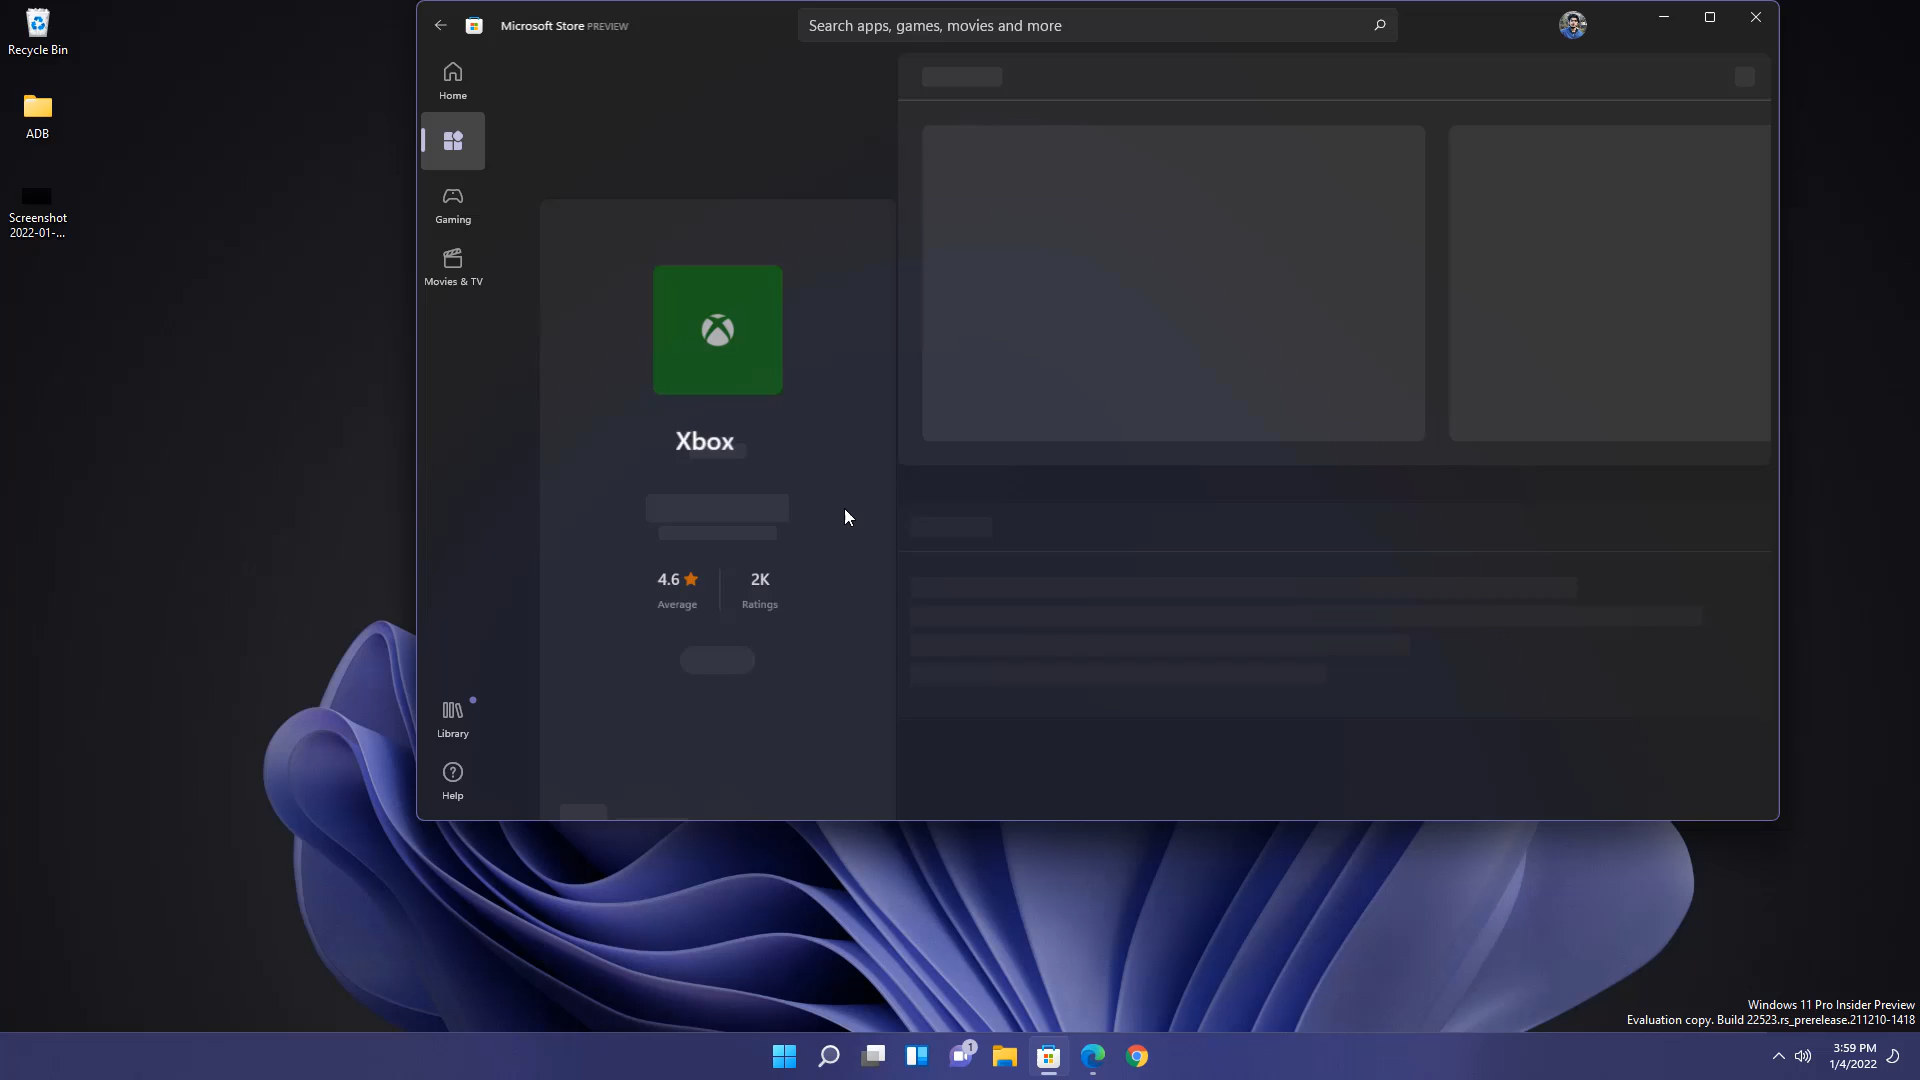 Recycle Bin
ADB
Screenshot
2022-01-...
Microsoft Store PREVIEW
Search apps, games, movies and more
Home
Gaming
Movies & TV
Library
Help
Xbox
4.6
Average
2K
Ratings
Windows 11 Pro Insider Preview
Evaluation copy. Build 22523.rs_prerelease.211210-1418
1
3:59 PM
1/4/2022